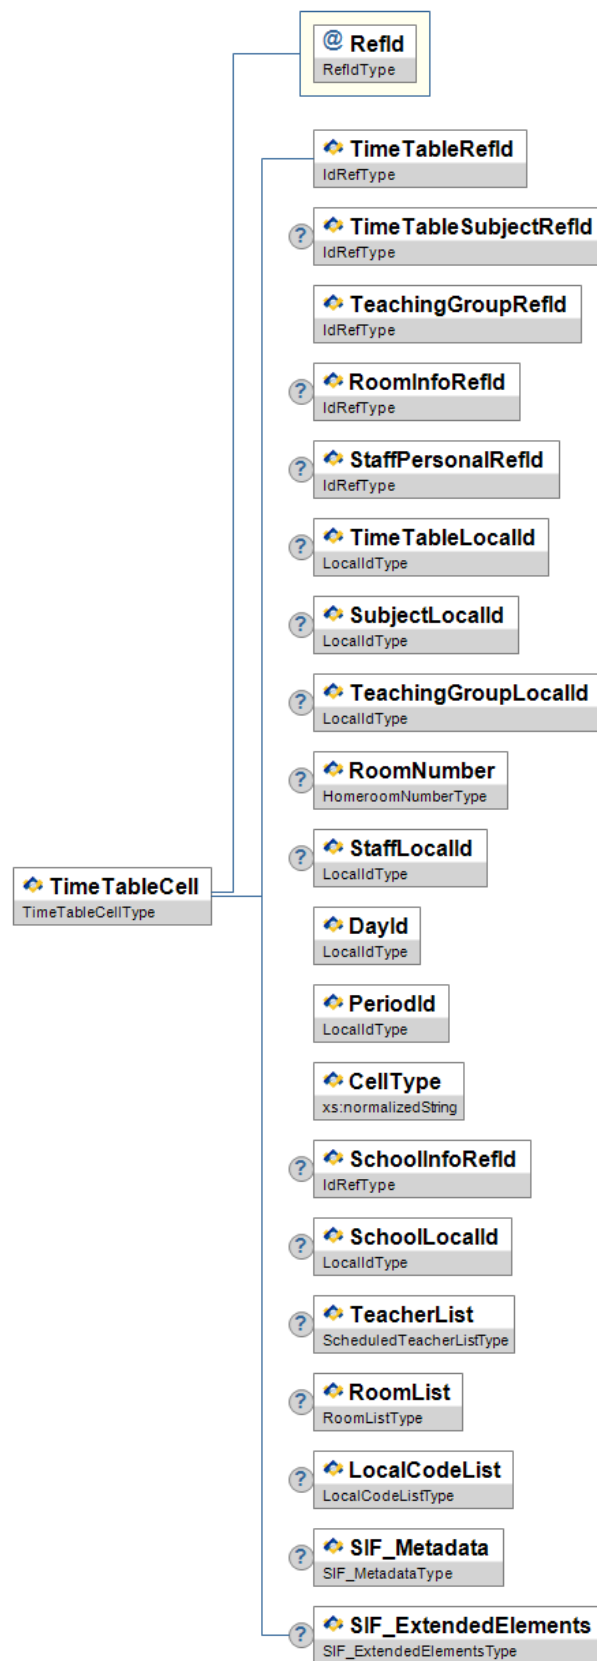 @ RefId
RefIdType
TimeTableRefId
IdRefType
? TimeTableSubjectRefId
IdRefType
TeachingGroupRefId
IdRefType
? RoomInfoRefId
IdRefType
? StaffPersonalRefId
IdRefType
? TimeTableLocalId
LocalIdType
? SubjectLocalId
LocalIdType
? TeachingGroupLocalId
LocalIdType
? RoomNumber
HomeroomNumberType
? StaffLocalId
LocalIdType
TimeTableCell
TimeTableCellType
DayId
LocalIdType
PeriodId
LocalIdType
CellType
xs:normalizedString
? SchoolInfoRefId
IdRefType
? SchoolLocalId
LocalIdType
? TeacherList
ScheduledTeacherListType
? RoomList
RoomListType
? LocalCodeList
LocalCodeListType
? SIF_Metadata
SIF_MetadataType
? SIF_ExtendedElements
SIF_ExtendedElementsType